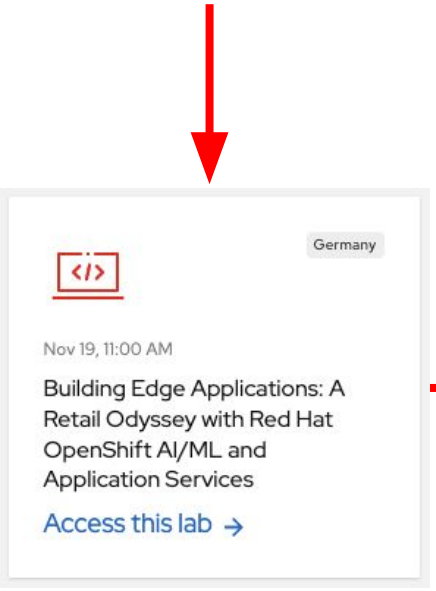 Germany
</>
Nov 19, 11:00 AM
Building Edge Applications: A
Retail Odyssey with Red Hat
OpenShift AI/ML and
Application Services
Access this lab →